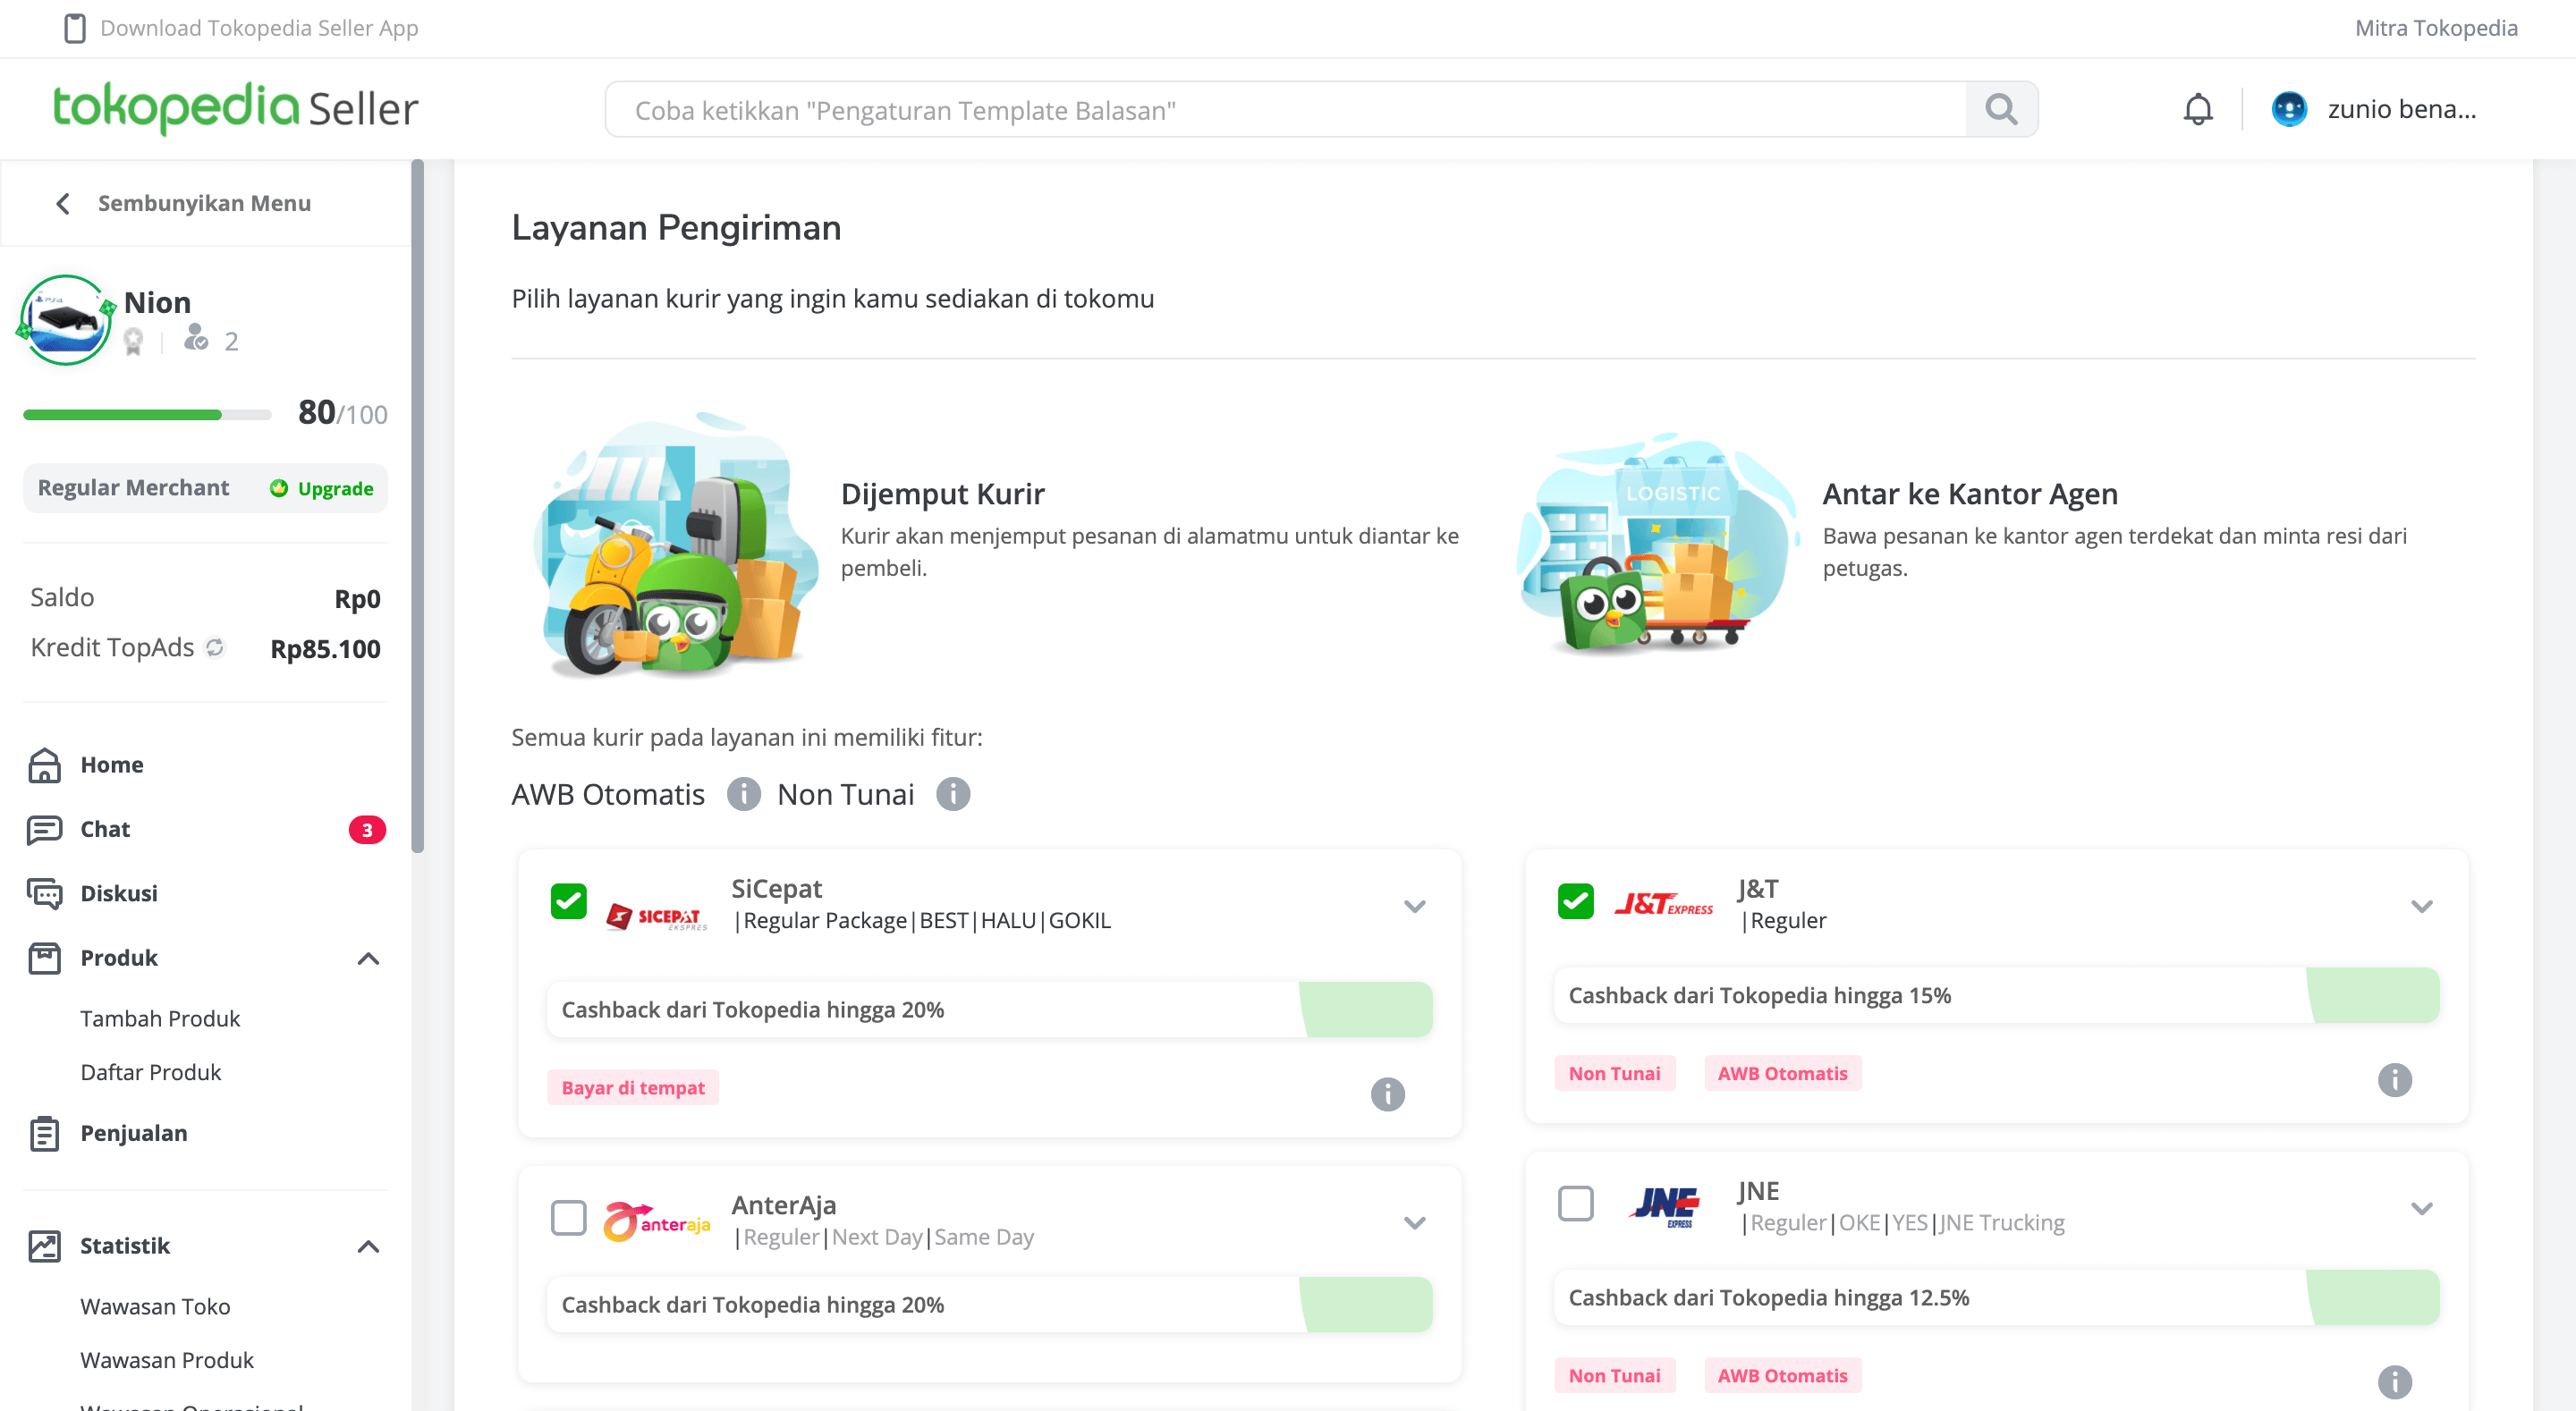 Download Tokopedia Seller App
Mitra Tokopedia
tokopedia Seller
Coba ketikkan "Pengaturan Template Balasan"
zunio bena...
Sembunyikan Menu
Nion
2
80/100
Regular Merchant
Upgrade
Saldo
Rp0
Kredit TopAds
Rp85.100
Home
Chat
3
Diskusi
Produk
Tambah Produk
Daftar Produk
Penjualan
Statistik
Wawasan Toko
Wawasan Produk
Wawasan Operasional
Layanan Pengiriman
Pilih layanan kurir yang ingin kamu sediakan di tokomu
Dijemput Kurir
Kurir akan menjemput pesanan di alamatmu untuk diantar ke
pembeli.
LOGISTIC
Antar ke Kantor Agen
Bawa pesanan ke kantor agen terdekat dan minta resi dari
petugas.
Semua kurir pada layanan ini memiliki fitur:
AWB Otomatis
Non Tunai
SICEPAT
EKSPRES
SiCepat
|Regular Package|BEST|HALU|GOKIL
Cashback dari Tokopedia hingga 20%
Bayar di tempat
anteraja
AnterAja
|Reguler|Next Day|Same Day
Cashback dari Tokopedia hingga 20%
J&T EXPRESS
J&T
|Reguler
Cashback dari Tokopedia hingga 15%
Non Tunai
AWB Otomatis
JNE
EXPRESS
JNE
|Reguler|OKE|YES|JNE Trucking
Cashback dari Tokopedia hingga 12.5%
Non Tunai
AWB Otomatis